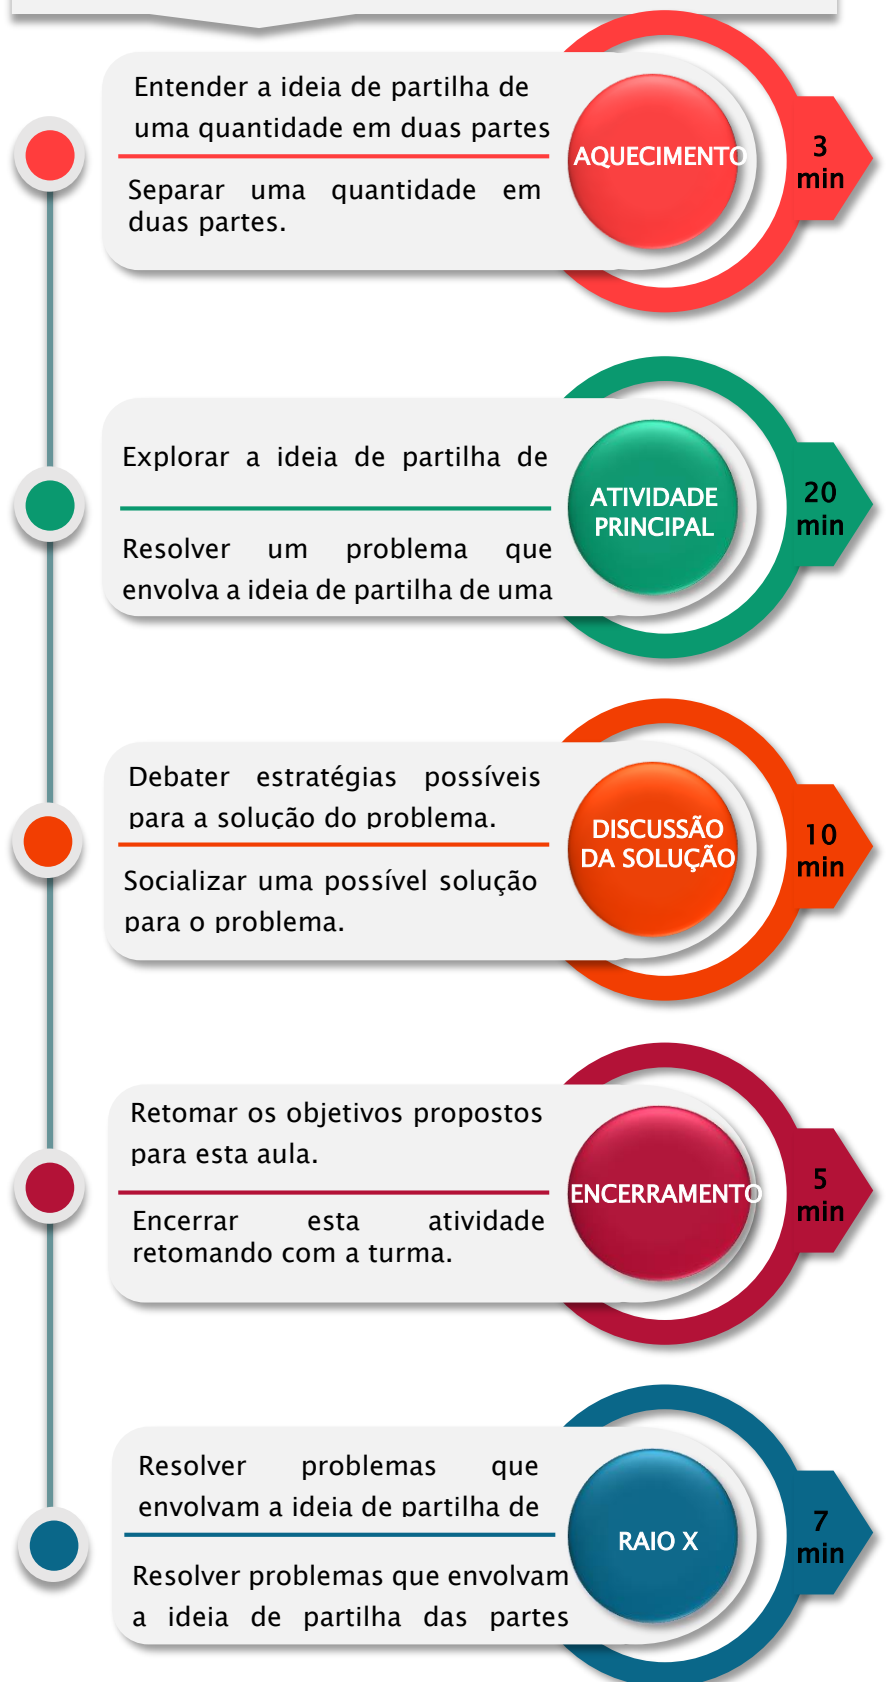 Entender a ideia de partilha de
uma quantidade em duas partes
Separar uma quantidade em
duas partes.
AQUECIMENTO
3
min
Explorar a ideia de partilha de
Resolver um problema que
envolva a ideia de partilha de uma
ATIVIDADE
PRINCIPAL
20
min
Debater estratégias possíveis
para a solução do problema.
Socializar uma possível solução
para o problema.
DISCUSSÃO
DA SOLUÇÃO
10
min
Retomar os objetivos propostos
para esta aula.
Encerrar esta atividade
retomando com a turma.
ENCERRAMENTO
5
min
Resolver problemas que
envolvam a ideia de partilha de
Resolver problemas que envolvam
a ideia de partilha das partes
RAIO X
7
min